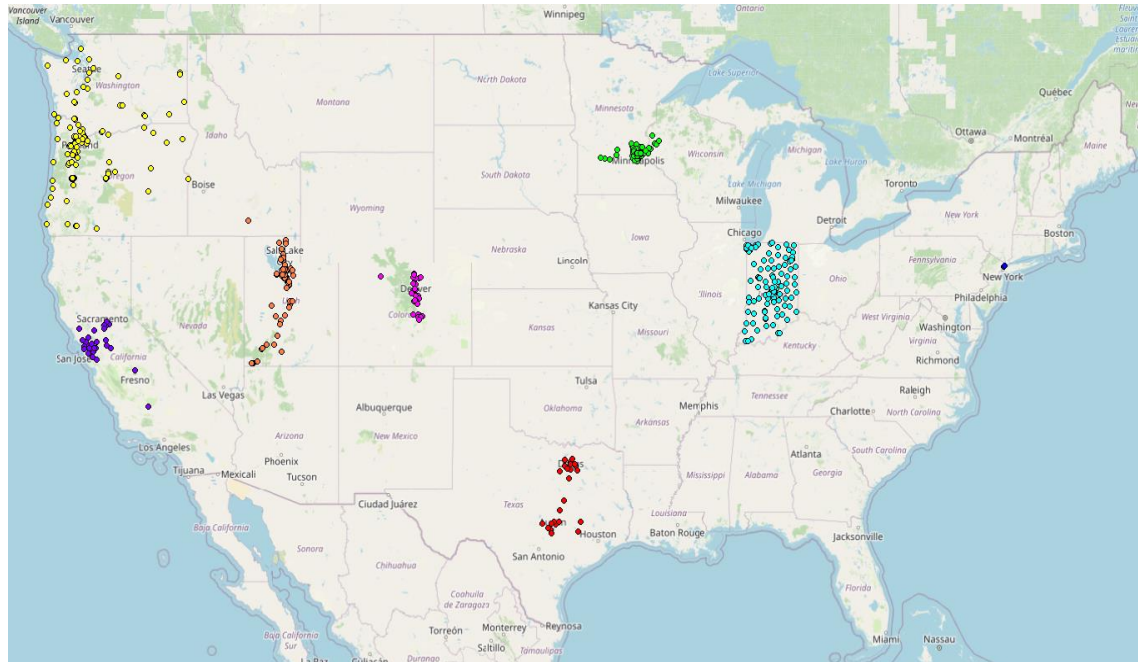 Vancouver
Island
Vancouver
Winnipeg
Ontario
Seattle
Washington
Montana
North Dakota
Minnesota
Lake Superior
Québec
Ottawa
Montréal
Maine
Portland
Oregon
Idaho
Boise
South Dakota
Minneapolis
Wisconsin
Michigan
Lake Huron
Toronto
Wyoming
Lake Michigan
Milwaukee
Detroit
New York
Boston
Iowa
Chicago
Salt Lake
City
Nebraska
Lincoln
Pennsylvania
New York
Philadelphia
Denver
Utah
Illinois
Ohio
Sacramento
Nevada
Colorado
Kansas City
Kansas
Missouri
West Virginia
Washington
Virginia
San Jose
California
Kentucky
Richmond
Fresno
Las Vegas
Tulsa
Raleigh
Albuquerque
Oklahoma
Memphis
Tennessee
Charlotte
North Carolina
Arizona
New Mexico
Arkansas
Los Angeles
Atlanta
South Carolina
Phoenix
Dallas
Tijuana
Mexicali
Tucson
Mississippi
Alabama
Georgia
Ciudad Juárez
Texas
Louisiana
Baja California
Austin
Houston
Baton Rouge
Jacksonville
Sonora
San Antonio
Chihuahua
Florida
Coahuila
de Zaragoza
Baja California
Sur
Torreón
Monterrey
Reynosa
Miami
Nassau
Saltillo
La Paz
Culiacán
Durango
Tamaulipas